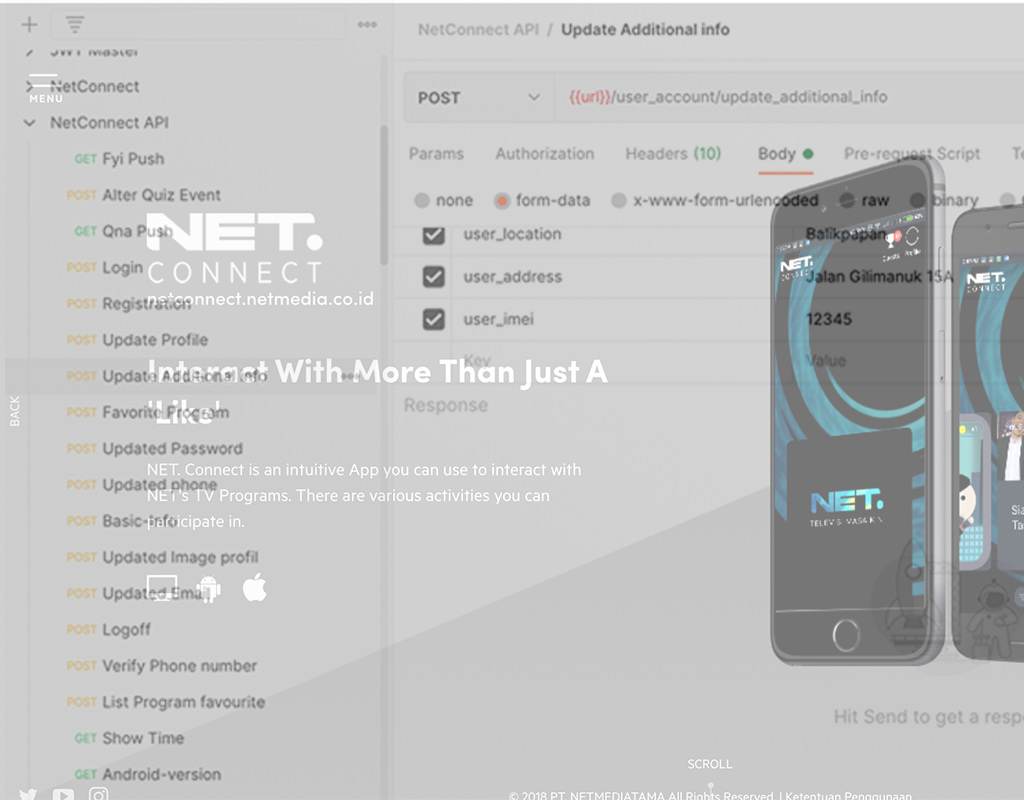 NetConnect API / Update Additional info
JWT Master
NetConnect
MENU
NetConnect API
GET Fyi Push
POST Alter Quiz Event
GET Qna Push
POST Login
POST Registration
POST Update Profile
POST Update Additional info
POST Favorite Program
POST Updated Password
POST Updated phone
POST Basic-info
POST Updated Image profil
POST Updated Email
POST Logoff
POST Verify Phone number
POST List Program favourite
GET Show Time
GET Android-version
BACK
POST {{url}}/user_account/update_additional_info
Params Authorization Headers (10) Body Pre-request Script
none form-data x-www-form-urlencoded raw binary
user_location Balikpapan
user_address Jalan Gilimanuk 15A
user_imei 12345
Key Value
Response
Hit Send to get a
NET.
CONNECT
netconnect.netmedia.co.id
Interact With More Than Just A
'Like'
NET. Connect is an intuitive App you can use to interact with
NET's TV Programs. There are various activities you can
participate in.
NET.
CONNECT
NET.
TELEVISI MASA KINI
NET.
CONNECT
SCROLL
© 2018 PT. NETMEDIATAMA All Rights Reserved. | Ketentuan Penggunaan